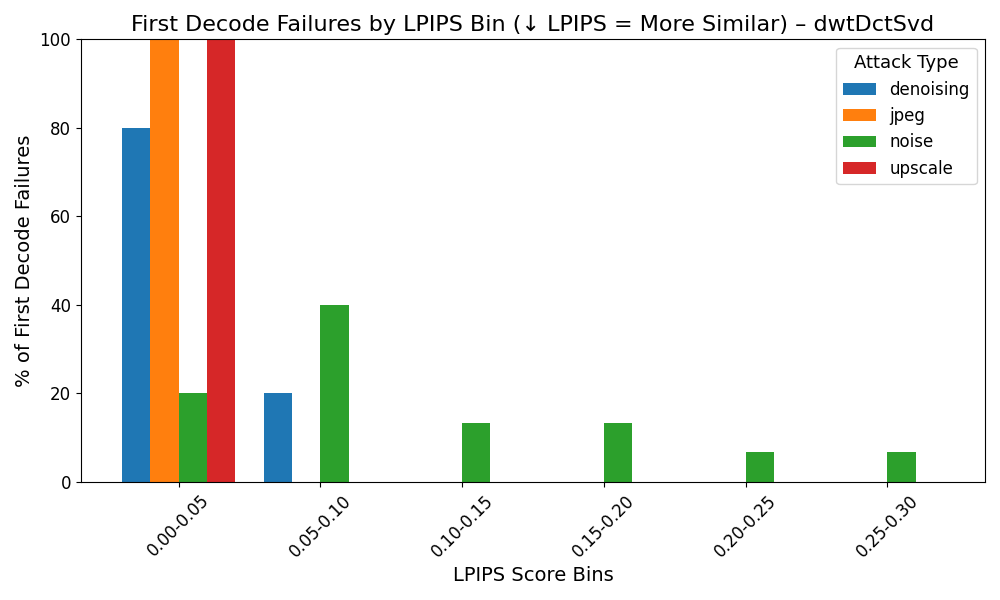 First Decode Failures by LPIPS Bin (↓ LPIPS = More Similar) – dwtDctSvd
% of First Decode Failures
100
80
60
40
20
0
Attack Type
denoising
jpeg
noise
upscale
0.00-0.05
0.05-0.10
0.10-0.15
0.15-0.20
0.20-0.25
0.25-0.30
LPIPS Score Bins